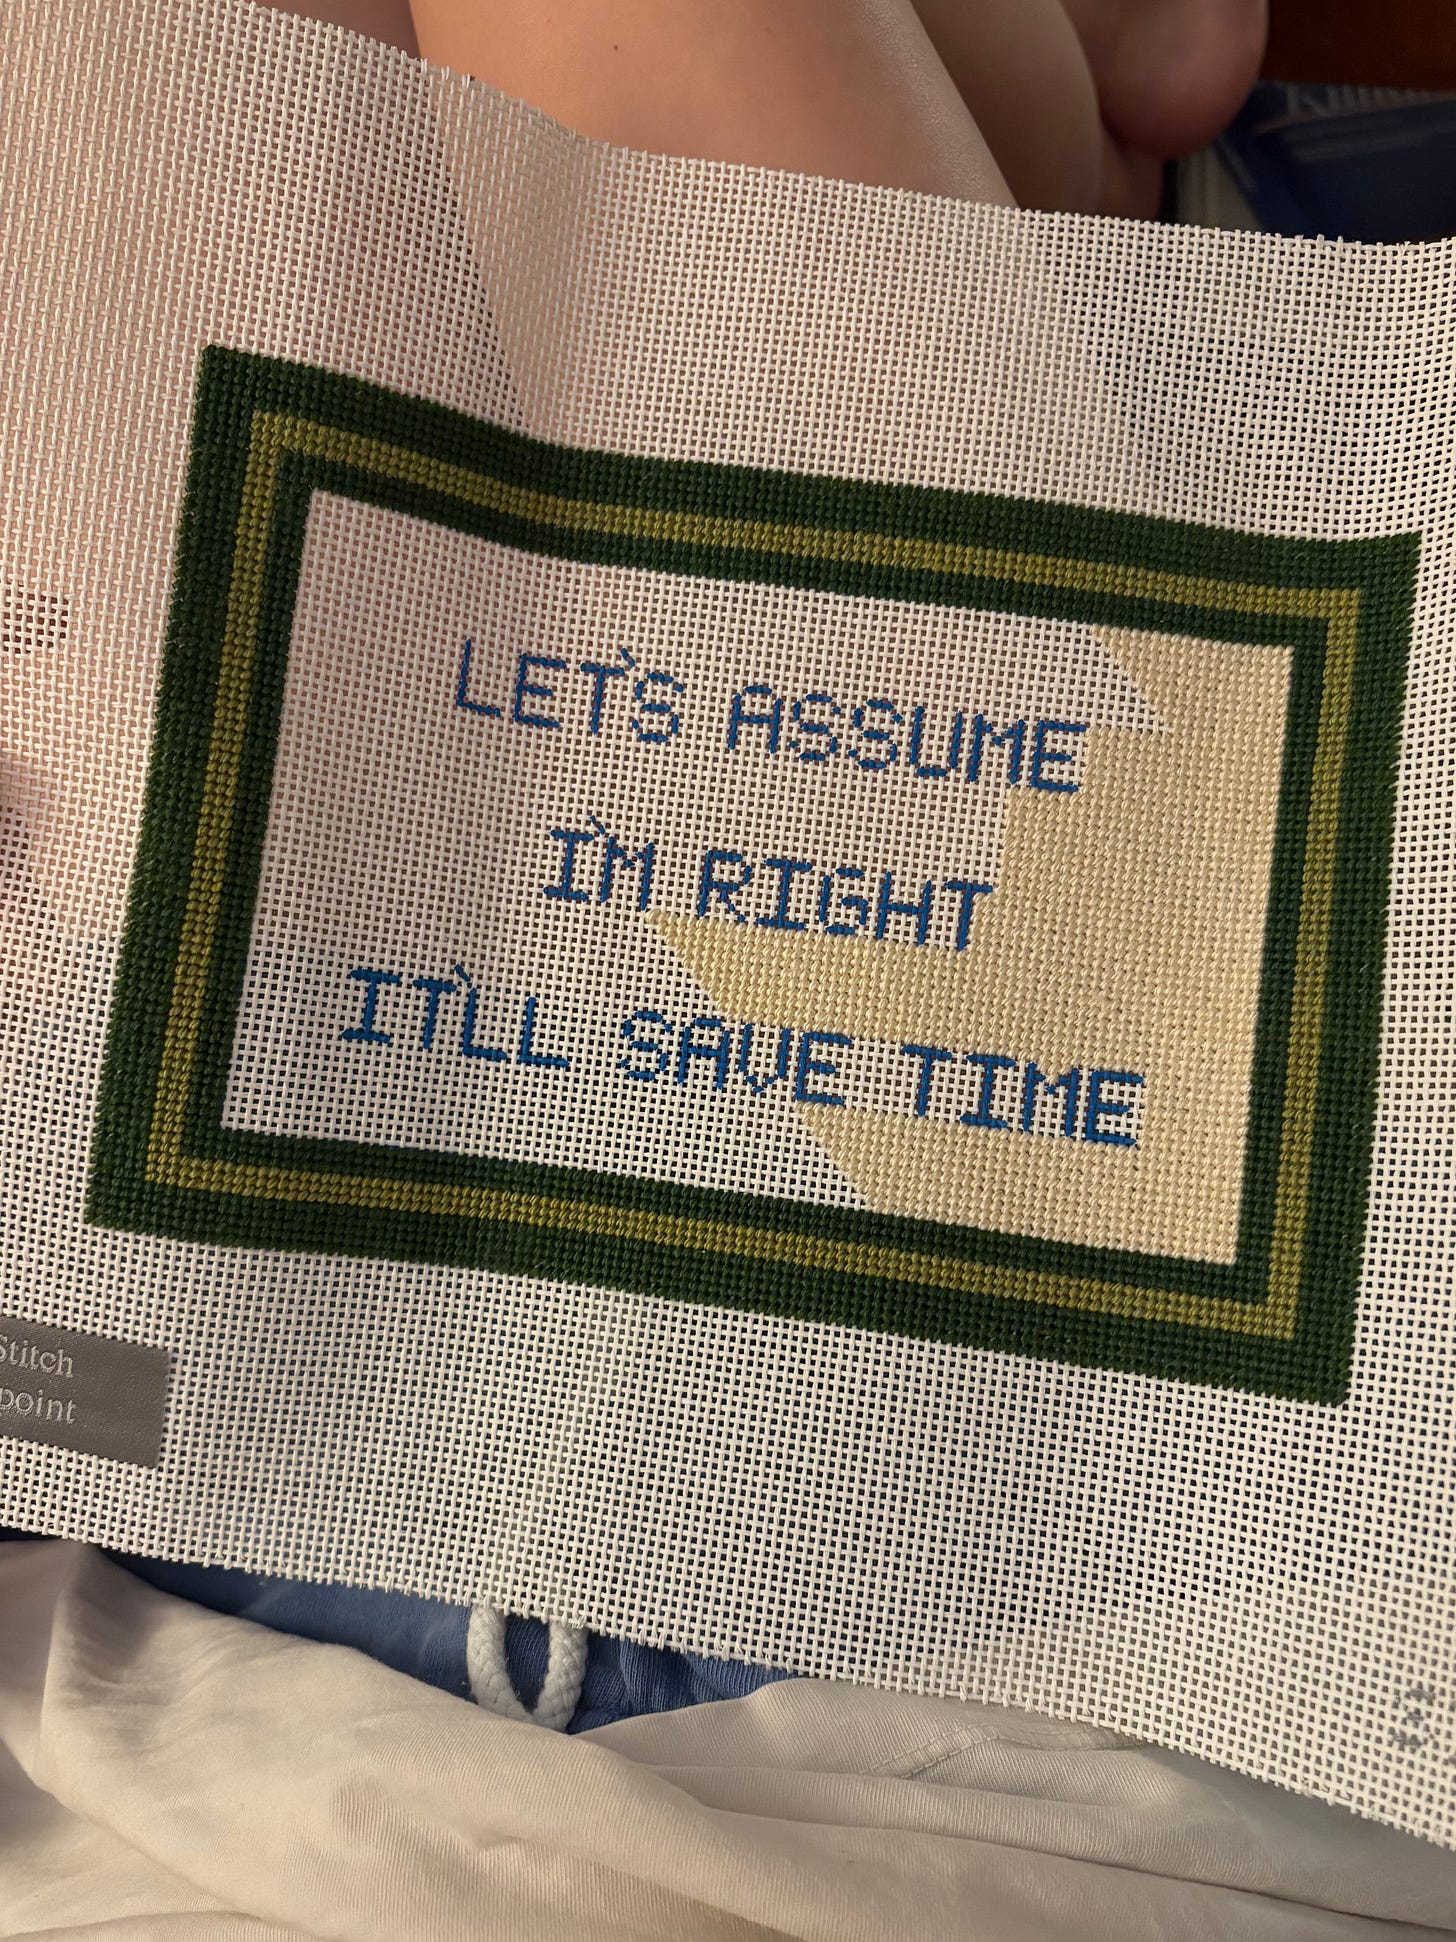 LET'S ASSUME
I'M RIGHT
IT'LL SAVE TIME
Stitch
point